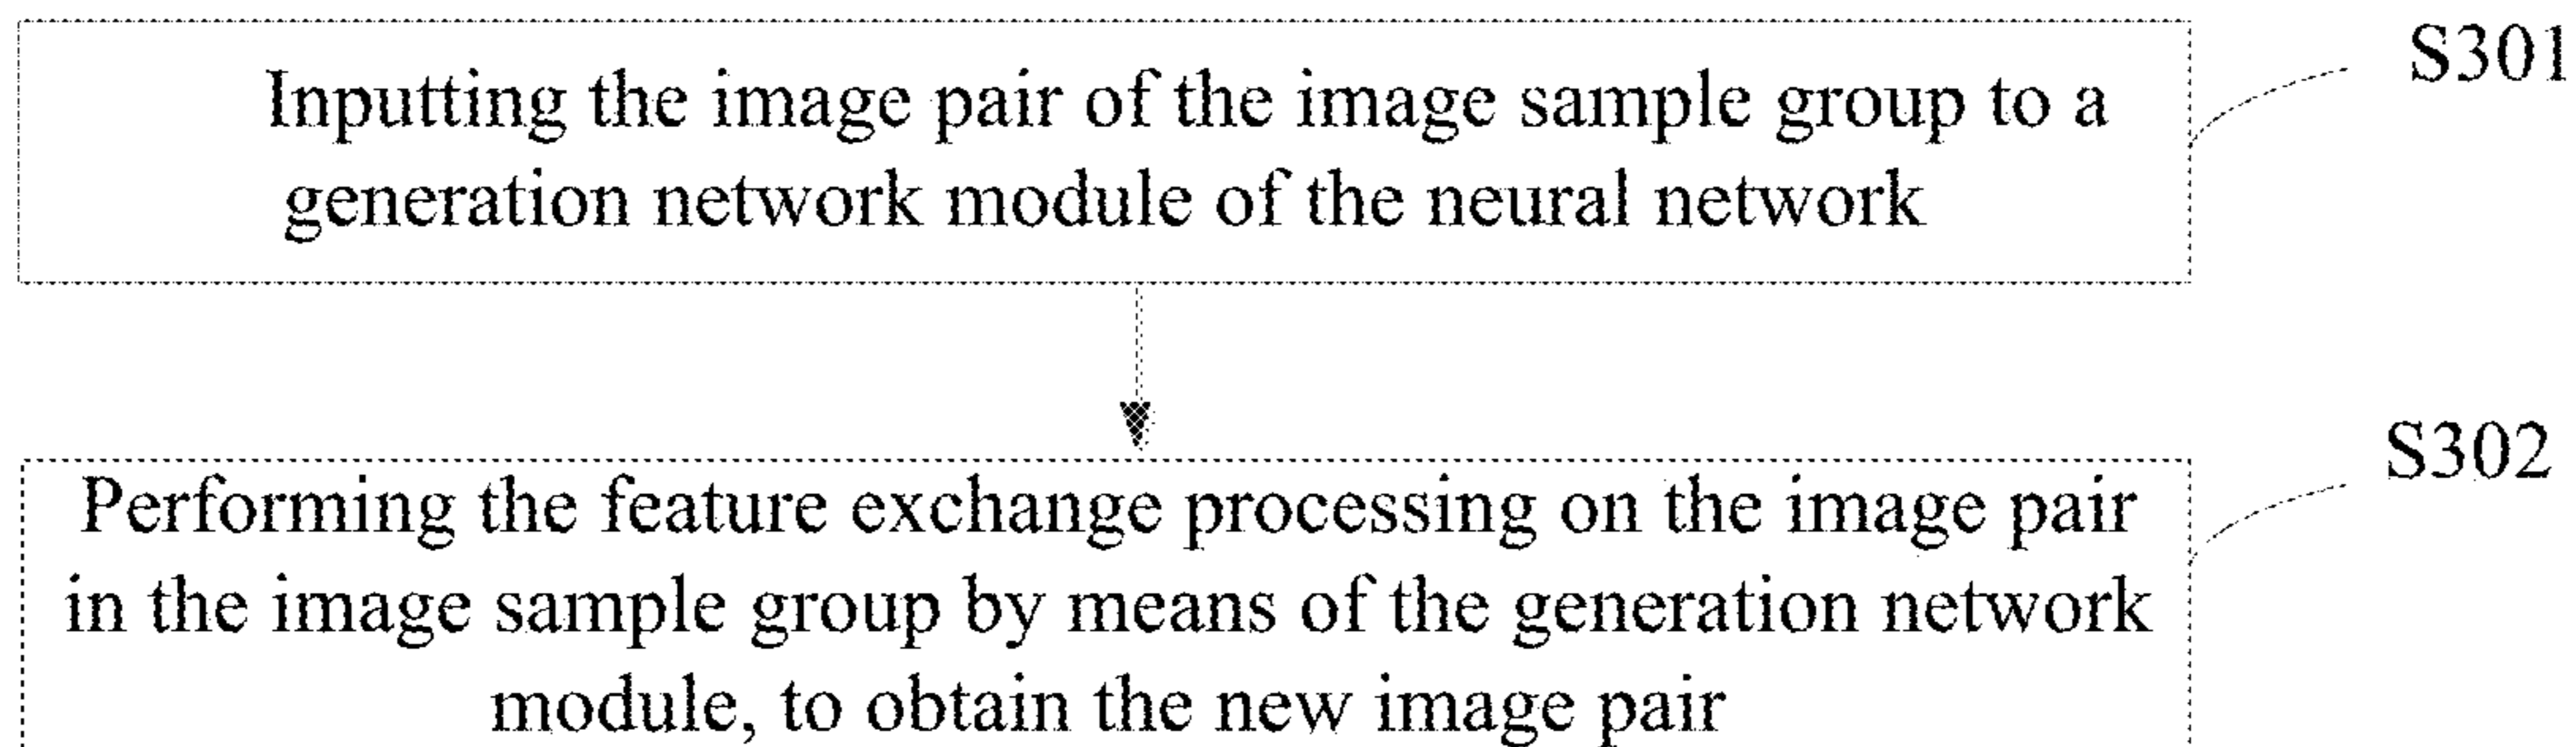 S301
Inputting the image pair of the image sample group to a
generation network module of the neural network
S302
Performing the feature exchange processing on the image pair
in the image sample group by means of the generation network
module, to obtain the new image pair